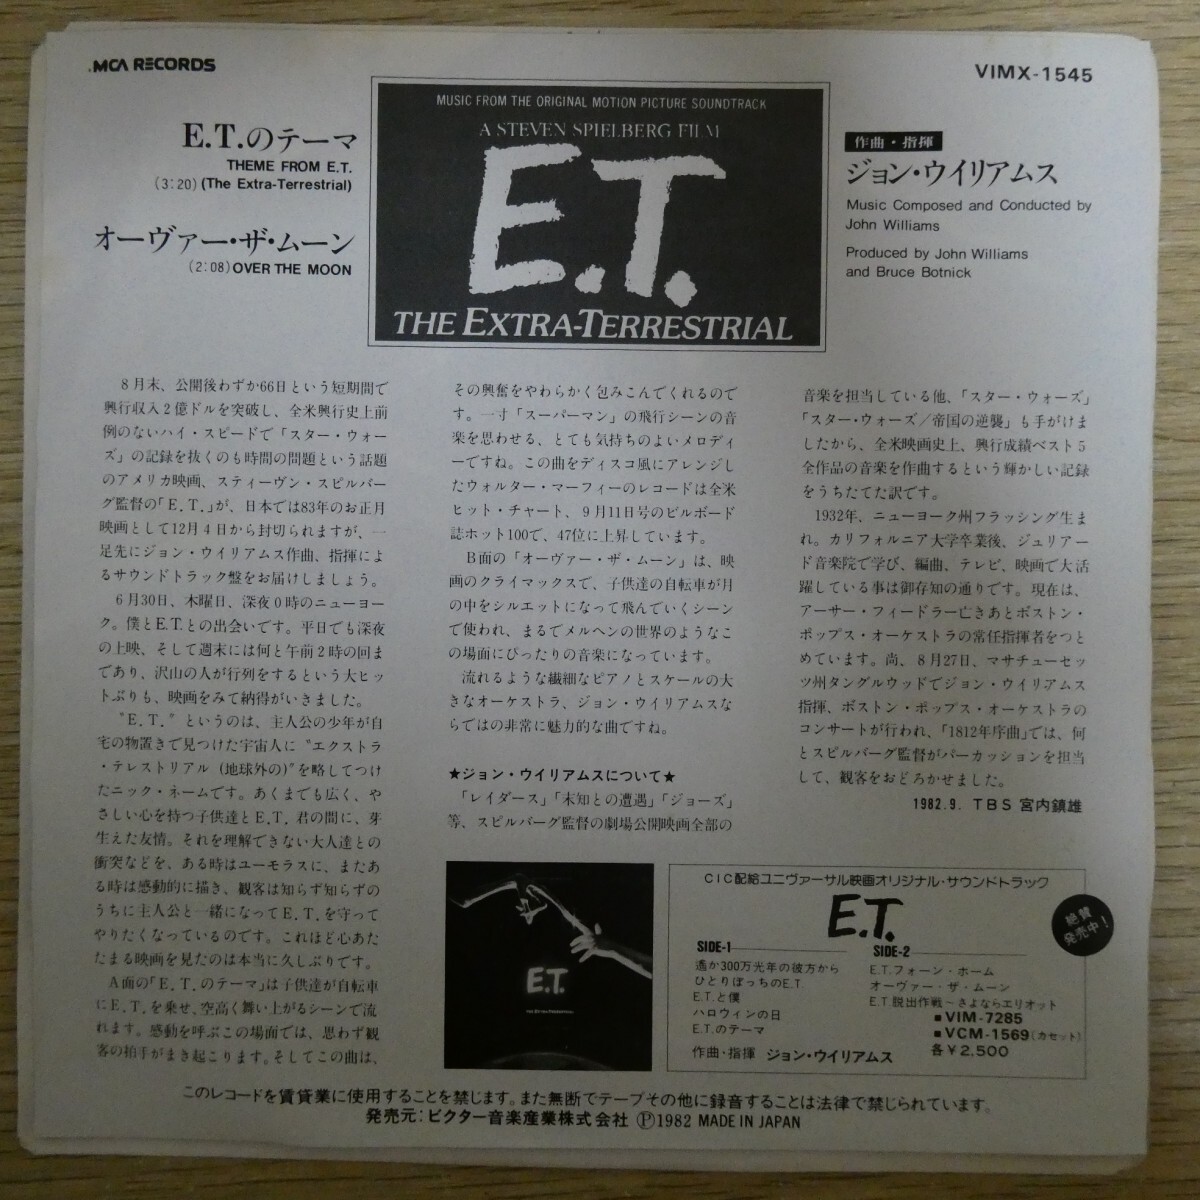 MCA RECORDS
VIMX-1545
E.T.のテーマ
THEME FROM E.T.
(3:20) (The Extra-Terrestrial)
オーヴァー・ザ・ムーン
(2:08) OVER THE MOON
MUSIC FROM THE ORIGINAL MOTION PICTURE SOUNDTRACK
A STEVEN SPIELBERG FILM
E.T.
THE EXTRA-TERRESTRIAL
作曲・指揮
ジョン・ウイリアムス
Music Composed and Conducted by
John Williams
Produced by John Williams
and Bruce Botnick
8月末、公開後わずか66日という短期間で
興行収入2億ドルを突破し、全米興行史上前
例のないハイ・スピードで「スター・ウォー
ズ」の記録を抜くのも時間の問題という話題
のアメリカ映画、スティーヴン・スピルバー
グ監督の「E.T.」が、日本では83年のお正月
映画として12月4日から封切られますが、一
足先にジョン・ウイリアムス作曲、指揮によ
るサウンドトラック盤をお届けしましょう。
6月30日、木曜日、深夜0時のニューヨー
ク。僕とE.T.との出会いです。平日でも深夜
の上映、そして週末には何と午前2時の回ま
であり、沢山の人が行列をするという大ヒッ
トぶりも、映画をみて納得がいきました。
"E.T."というのは、主人公の少年が自
宅の物置きで見つけた宇宙人に"エクストラ
・テレストリアル(地球外の)"を略してつけ
たニック・ネームです。あくまでも広く、や
さしい心を持つ子供達とE.T.君の間に、芽
生えた友情。それを理解できない大人達との
衝突などを、ある時はユーモラスに、またあ
る時は感動的に描き、観客は知らず知らずの
うちに主人公と一緒になってE.T.を守って
やりたくなっているのです。これほど心あた
たまる映画を見たのは本当に久しぶりです。
A面の「E.T.のテーマ」は子供達が自転車
にE.T.を乗せ、空高く舞い上がるシーンで流
れます。感動を呼ぶこの場面では、思わず観
客の拍手がまき起こります。そしてこの曲は、
その興奮をやわらかく包みこんでくれるので
す。一寸「スーパーマン」の飛行シーンの音
楽を思わせる、とても気持ちのよいメロディ
ーですね。この曲をディスコ風にアレンジし
たウォルター・マーフィーのレコードは全米
ヒット・チャート、9月11日号のビルボード
誌ホット100で、47位に上昇しています。
B面の「オーヴァー・ザ・ムーン」は、映
画のクライマックスで、子供達の自転車が月
の中をシルエットになって飛んでいくシーン
で使われ、まるでメルヘンの世界のようなこ
の場面にぴったりの音楽になっています。
流れるような繊細なピアノとスケールの大
きなオーケストラ、ジョン・ウイリアムスな
らではの非常に魅力的な曲ですね。
★ジョン・ウイリアムスについて★
「レイダース」「未知との遭遇」「ジョーズ」
等、スピルバーグ監督の劇場公開映画全部の
音楽を担当している他、「スター・ウォーズ」
「スター・ウォーズ/帝国の逆襲」も手がけま
したから、全米映画史上、興行成績ベスト5
全作品の音楽を作曲するという輝かしい記録
をうちたてた訳です。
1932年、ニューヨーク州フラッシング生ま
れ。カリフォルニア大学卒業後、ジュリアー
ド音楽院で学び、編曲、テレビ、映画で大活
躍している事は御存知の通りです。現在は、
アーサー・フィードラー亡きあとボストン・
ポップス・オーケストラの常任指揮者をつと
めています。尚、8月27日、マサチューセッ
ツ州タングルウッドでジョン・ウイリアムス
指揮、ボストン・ポップス・オーケストラの
コンサートが行われ、「1812年序曲」では、何
とスピルバーグ監督がパーカッションを担当
して、観客をおどろかせました。
1982.9. TBS 宮内鎮雄
E.T.
THE EXTRA-TERRESTRIAL
CIC配給ユニヴァーサル映画オリジナル・サウンドトラック
E.T.
絶賛
発売中!
SIDE-1
遙か300万光年の彼方から
ひとりぼっちのE.T.
E.T.と僕
ハロウィンの日
E.T.のテーマ
SIDE-2
E.T.フォーン・ホーム
オーヴァー・ザ・ムーン
E.T.脱出作戦～さよならエリオット
■VIM-7285
■VCM-1569(カセット)
作曲・指揮 ジョン・ウイリアムス
各¥2,500
このレコードを賃貸業に使用することを禁じます。また無断でテープその他に録音することは法律で禁じられています。
発売元:ビクター音楽産業株式会社 Ⓟ1982 MADE IN JAPAN